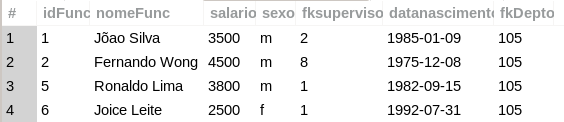 # idFunc nomeFunc salario sexo fksuperviso datanascimento fkDepto
1 1 Jõao Silva 3500 m 2 1985-01-09 105
2 2 Fernando Wong 4500 m 8 1975-12-08 105
3 5 Ronaldo Lima 3800 m 1 1982-09-15 105
4 6 Joice Leite 2500 f 1 1992-07-31 105